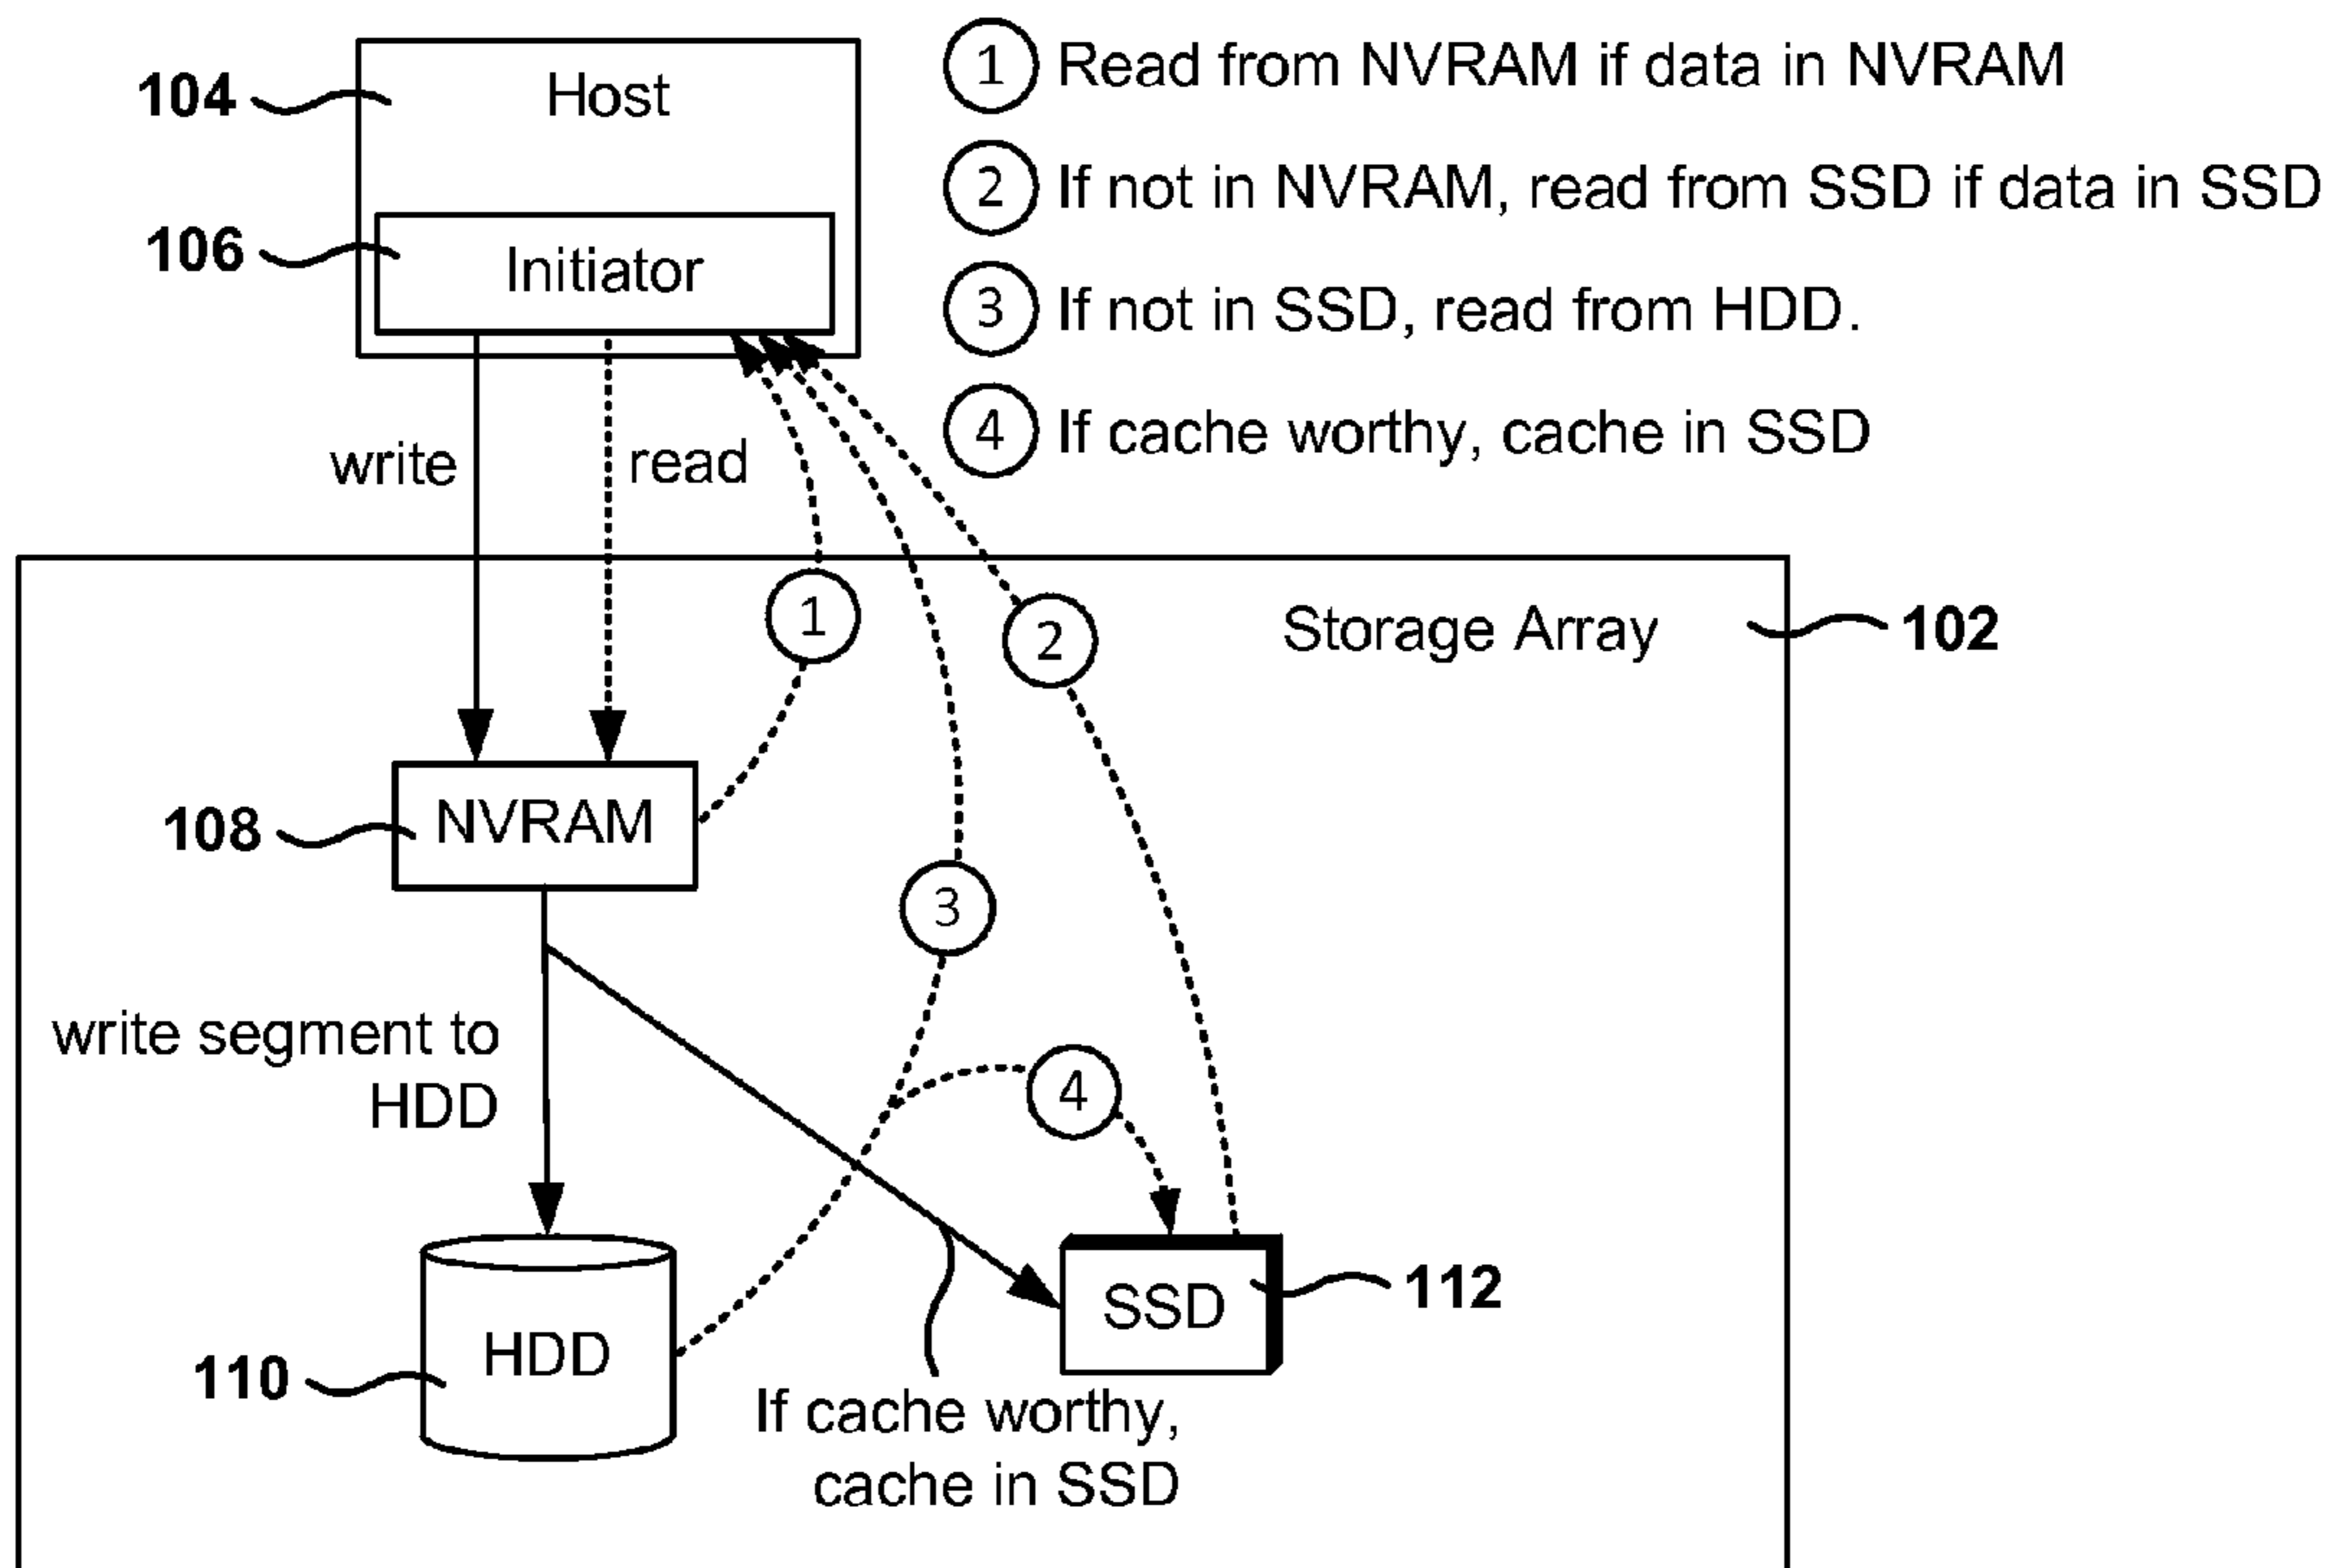 104
Host
106
Initiator
1 Read from NVRAM if data in NVRAM
2 If not in NVRAM, read from SSD if data in SSD
3 If not in SSD, read from HDD.
4 If cache worthy, cache in SSD
write
read
1
2
Storage Array
102
108
NVRAM
3
write segment to
HDD
4
110
HDD
SSD
112
If cache worthy,
cache in SSD